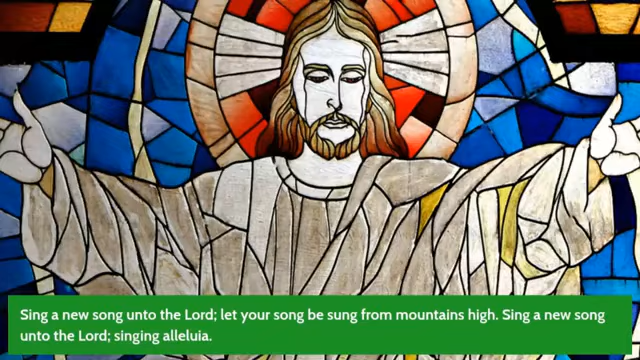 Sing a new song unto the Lord; let your song be sung from mountains high. Sing a new song
unto the Lord; singing alleluia.